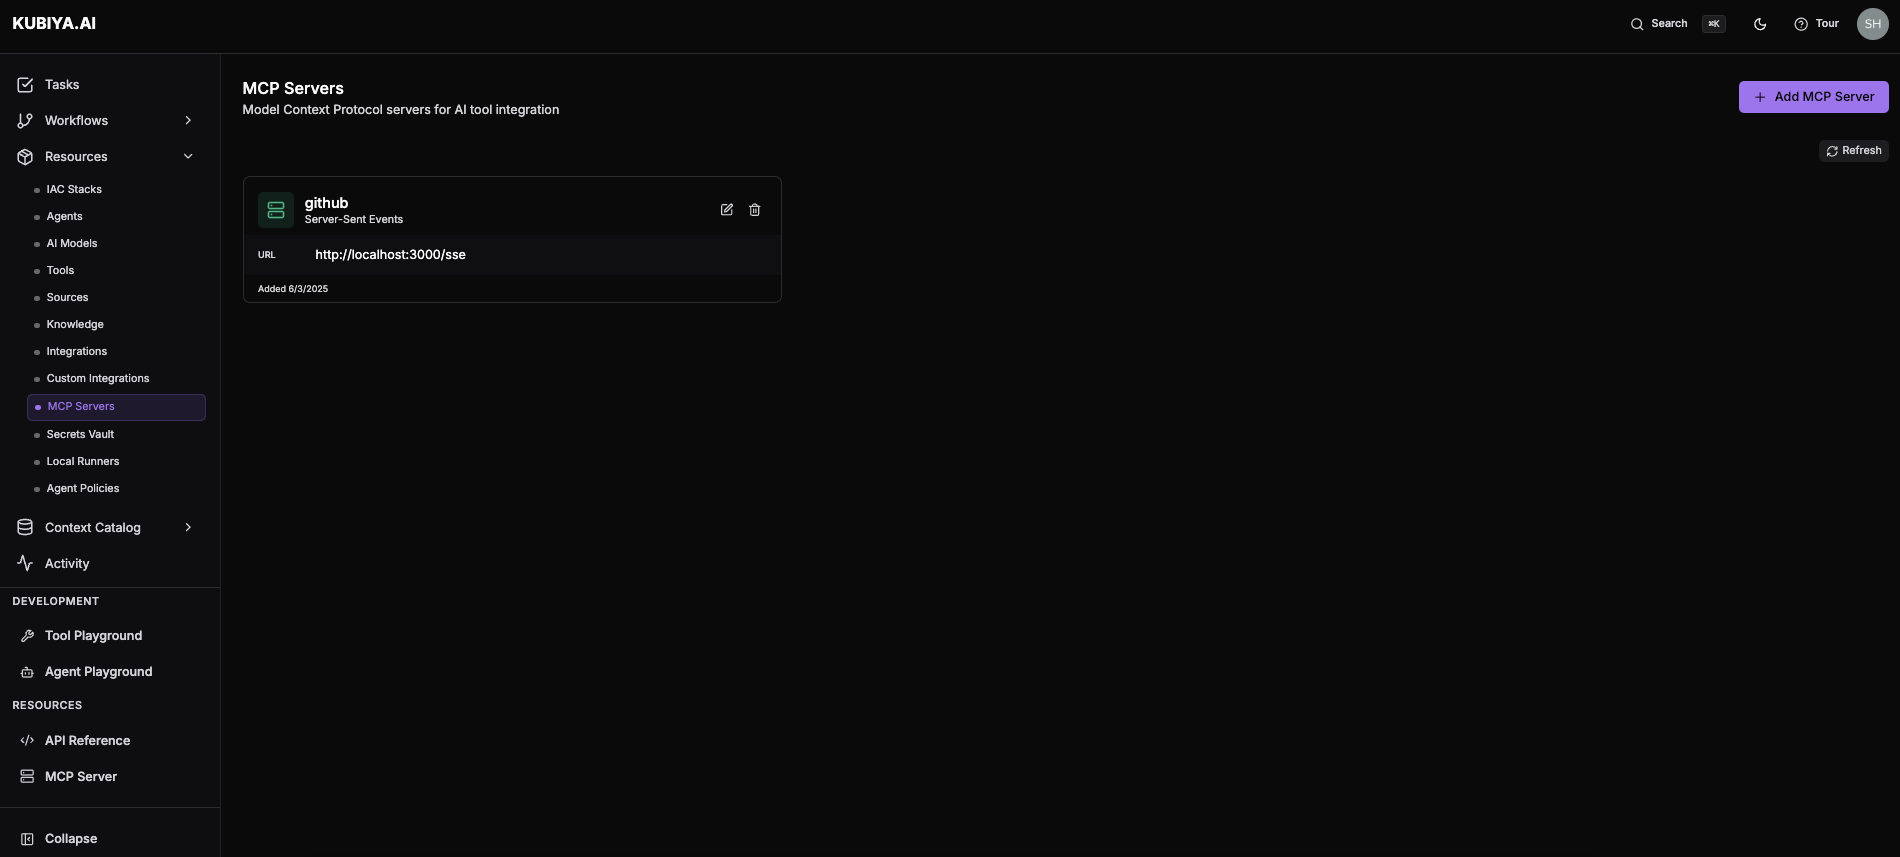 KUBIYA.AI
Search
⌘K
Tour
SH
Tasks
Workflows
Resources
IAC Stacks
Agents
AI Models
Tools
Sources
Knowledge
Integrations
Custom Integrations
MCP Servers
Secrets Vault
Local Runners
Agent Policies
Context Catalog
Activity
DEVELOPMENT
Tool Playground
Agent Playground
RESOURCES
API Reference
MCP Server
Collapse
MCP Servers
Model Context Protocol servers for AI tool integration
Add MCP Server
Refresh
github
Server-Sent Events
URL http://localhost:3000/sse
Added 6/3/2025